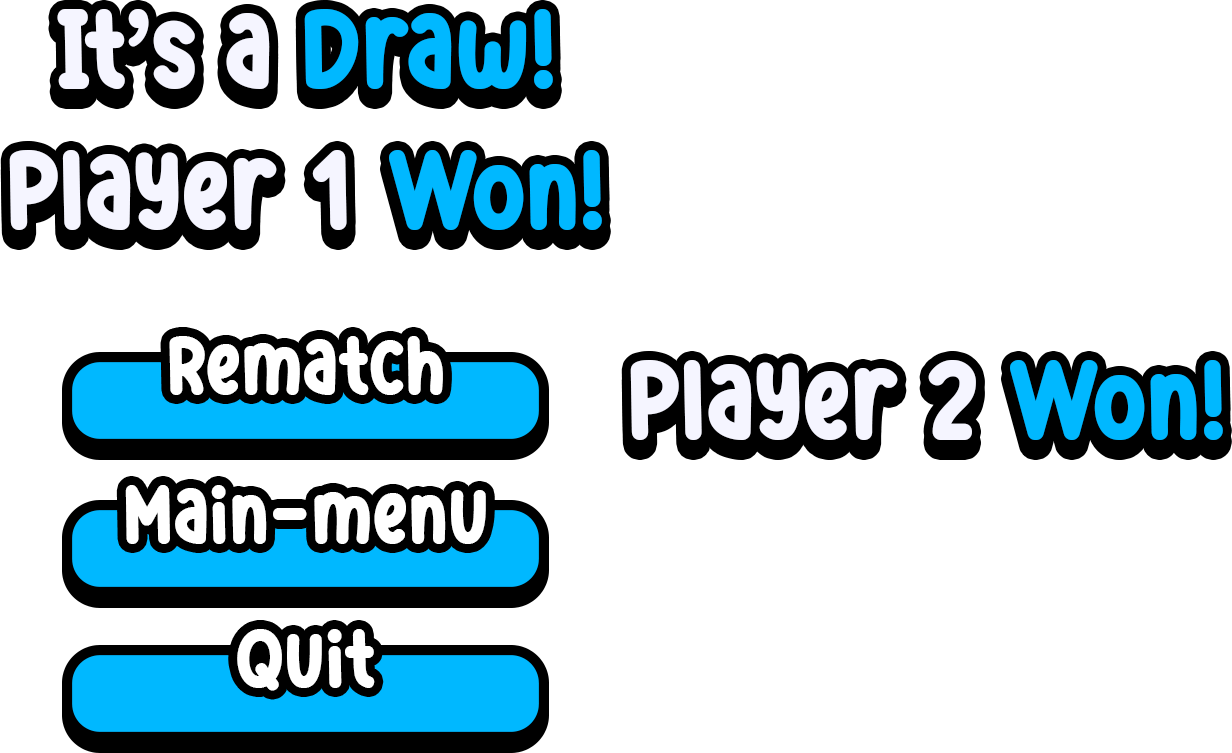 It's a Draw!
Player 1 Won!
Rematch
Player 2 Won!
Main-menu
Quit